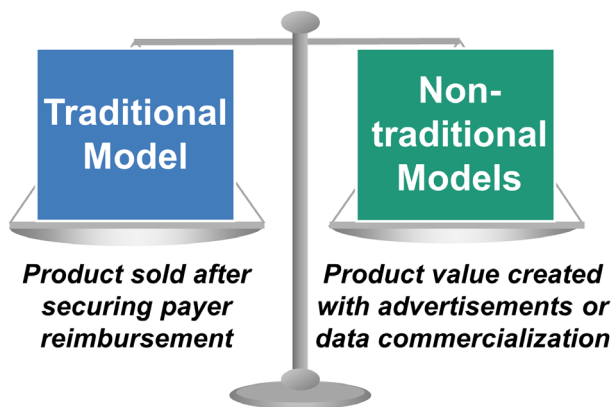 Traditional
Model
Non-
traditional
Models
Product sold after
securing payer
reimbursement
Product value created
with advertisements or
data commercialization